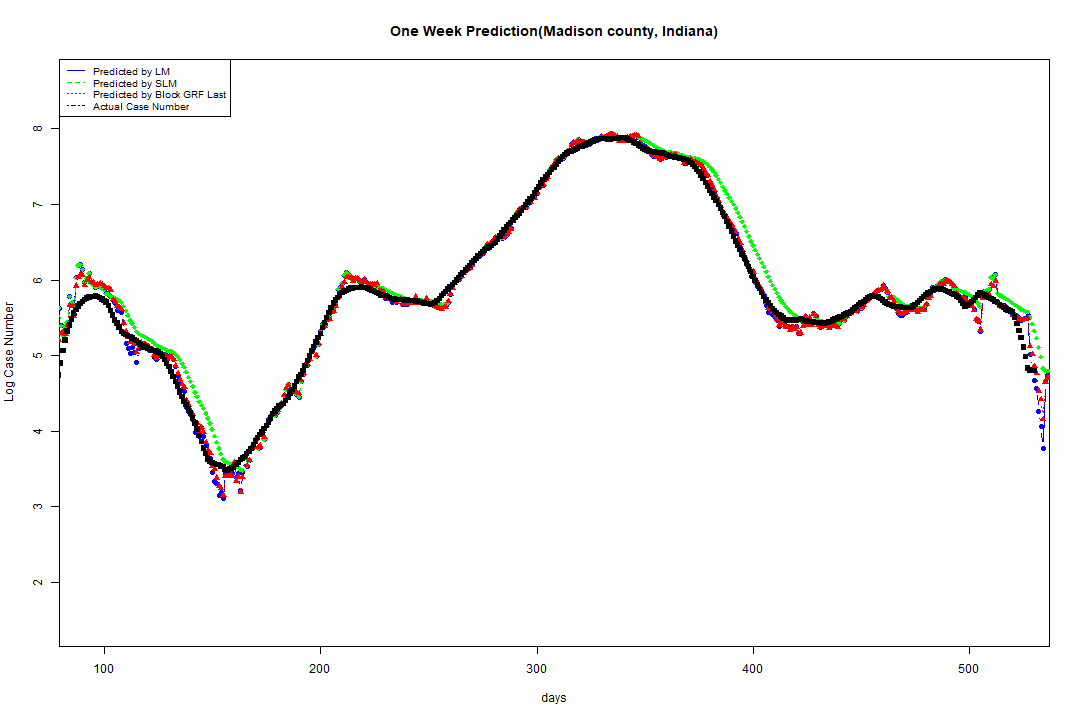 One Week Prediction(Madison county, Indiana)
Predicted by LM
Predicted by SLM
Predicted by Block GRF Last
Actual Case Number
Log Case Number
8
7
6
5
4
3
2
100 200 300 400 500
days